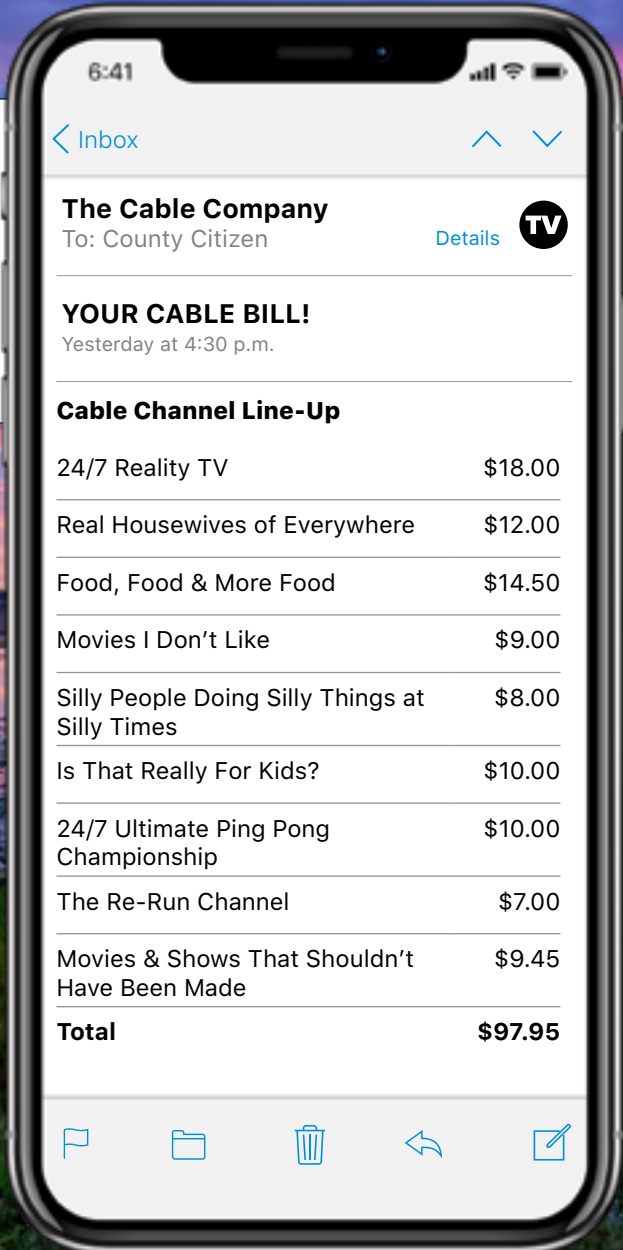 6:41
Inbox
The Cable Company
To: County Citizen
Details
TV
YOUR CABLE BILL!
Yesterday at 4:30 p.m.
Cable Channel Line-Up
24/7 Reality TV $18.00
Real Housewives of Everywhere $12.00
Food, Food & More Food $14.50
Movies I Don’t Like $9.00
Silly People Doing Silly Things at $8.00
Silly Times
Is That Really For Kids? $10.00
24/7 Ultimate Ping Pong $10.00
Championship
The Re-Run Channel $7.00
Movies & Shows That Shouldn’t $9.45
Have Been Made
Total $97.95